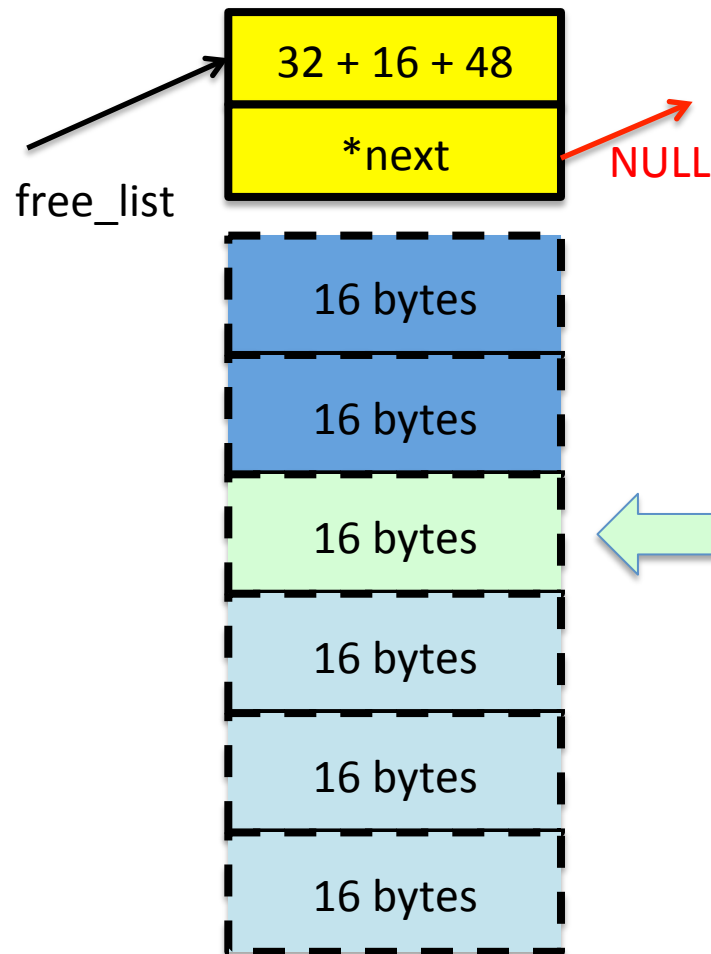 32 + 16 + 48
*next
NULL
free_list
16 bytes
16 bytes
16 bytes
16 bytes
16 bytes
16 bytes